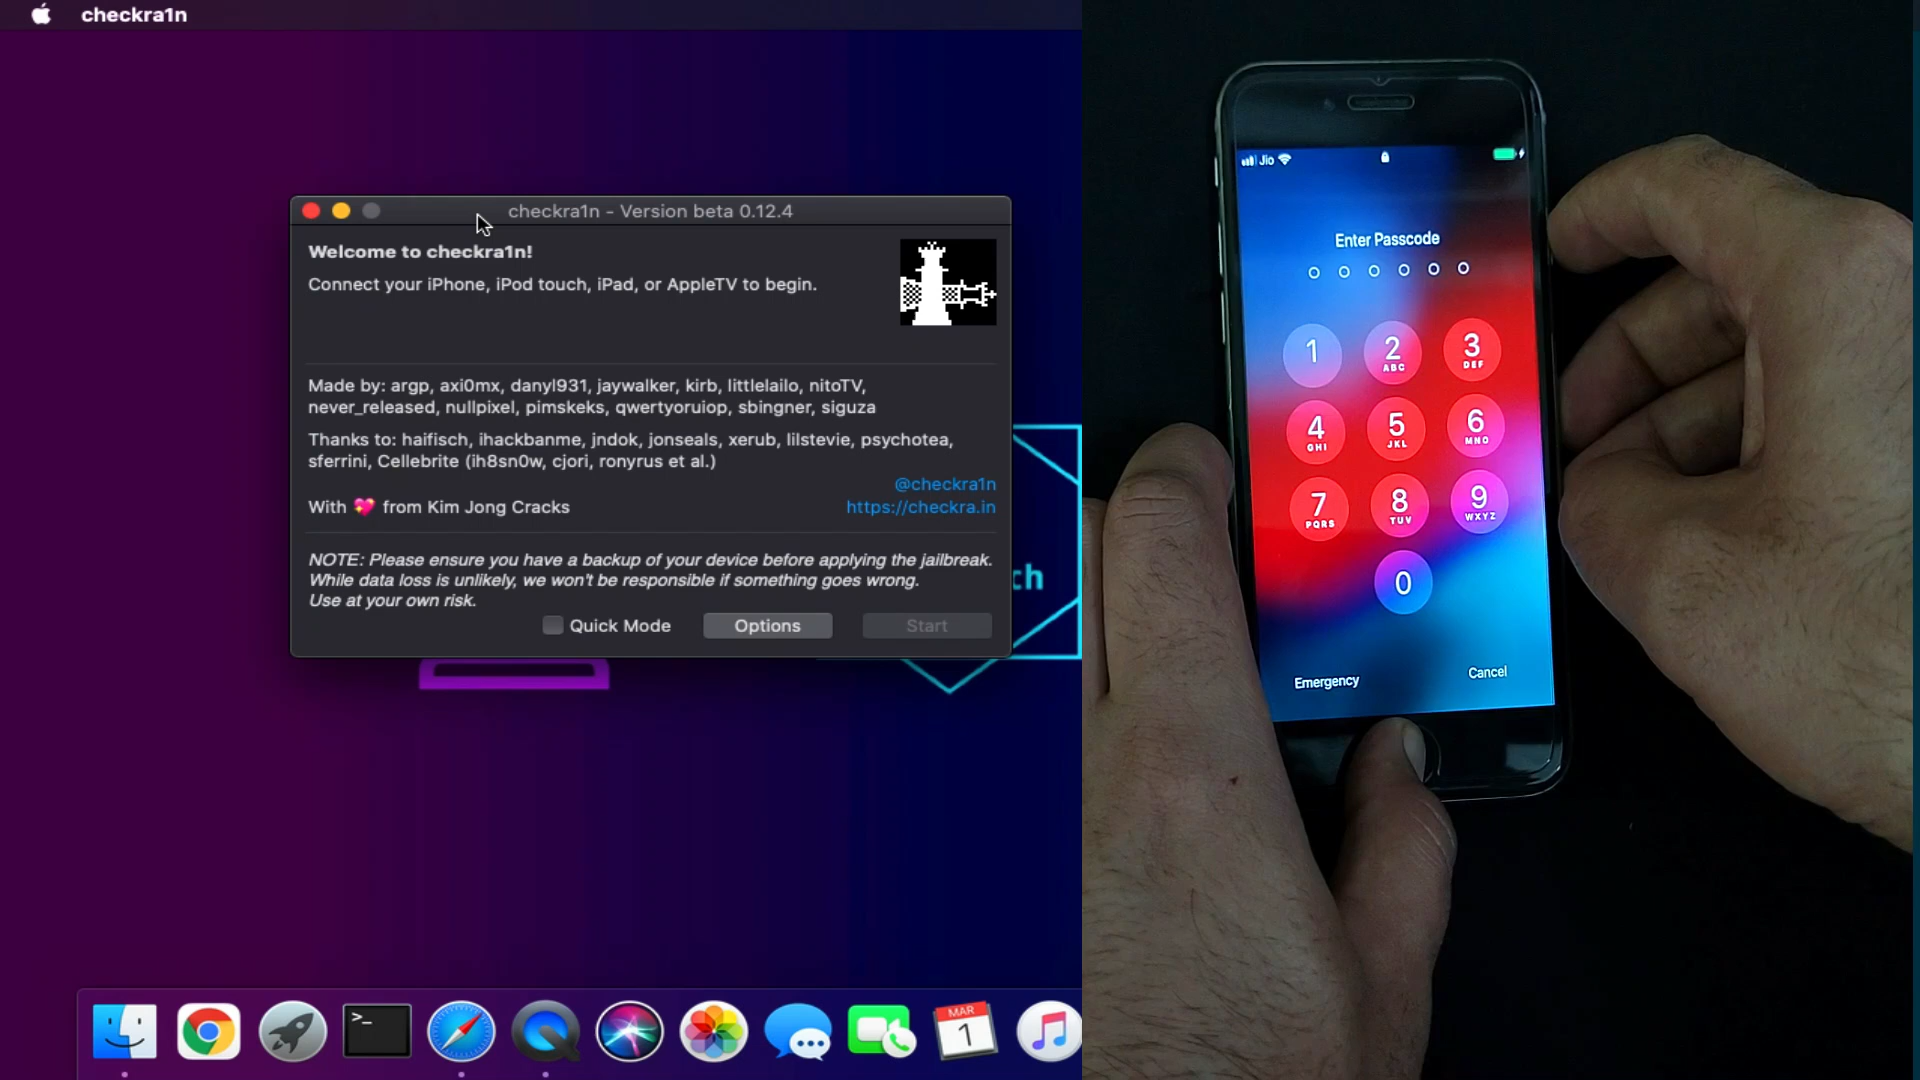 checkra1n
checkra1n - Version beta 0.12.4
Welcome to checkra1n!
Connect your iPhone, iPod touch, iPad, or AppleTV to begin.
Made by: argp, axi0mx, danyl931, jaywalker, kirb, littlelailo, nitoTV,
never_released, nullpixel, pimskeks, qwertyoruiop, sbingner, siguza
Thanks to: haifisch, ihackbanme, jndok, jonseals, xerub, lilstevie, psychotea,
sferrini, Cellebrite (ih8sn0w, cjori, ronyrus et al.)
@checkra1n
With 💖 from Kim Jong Cracks
https://checkra.in
NOTE: Please ensure you have a backup of your device before applying the jailbreak.
While data loss is unlikely, we won't be responsible if something goes wrong.
Use at your own risk.
Quick Mode
Options
Start
ch
>_
MAR
1
Jio
Enter Passcode
1 2 3
ABC DEF
4 5 6
GHI JKL MNO
7 8 9
PQRS TUV WXYZ
0
Emergency Cancel